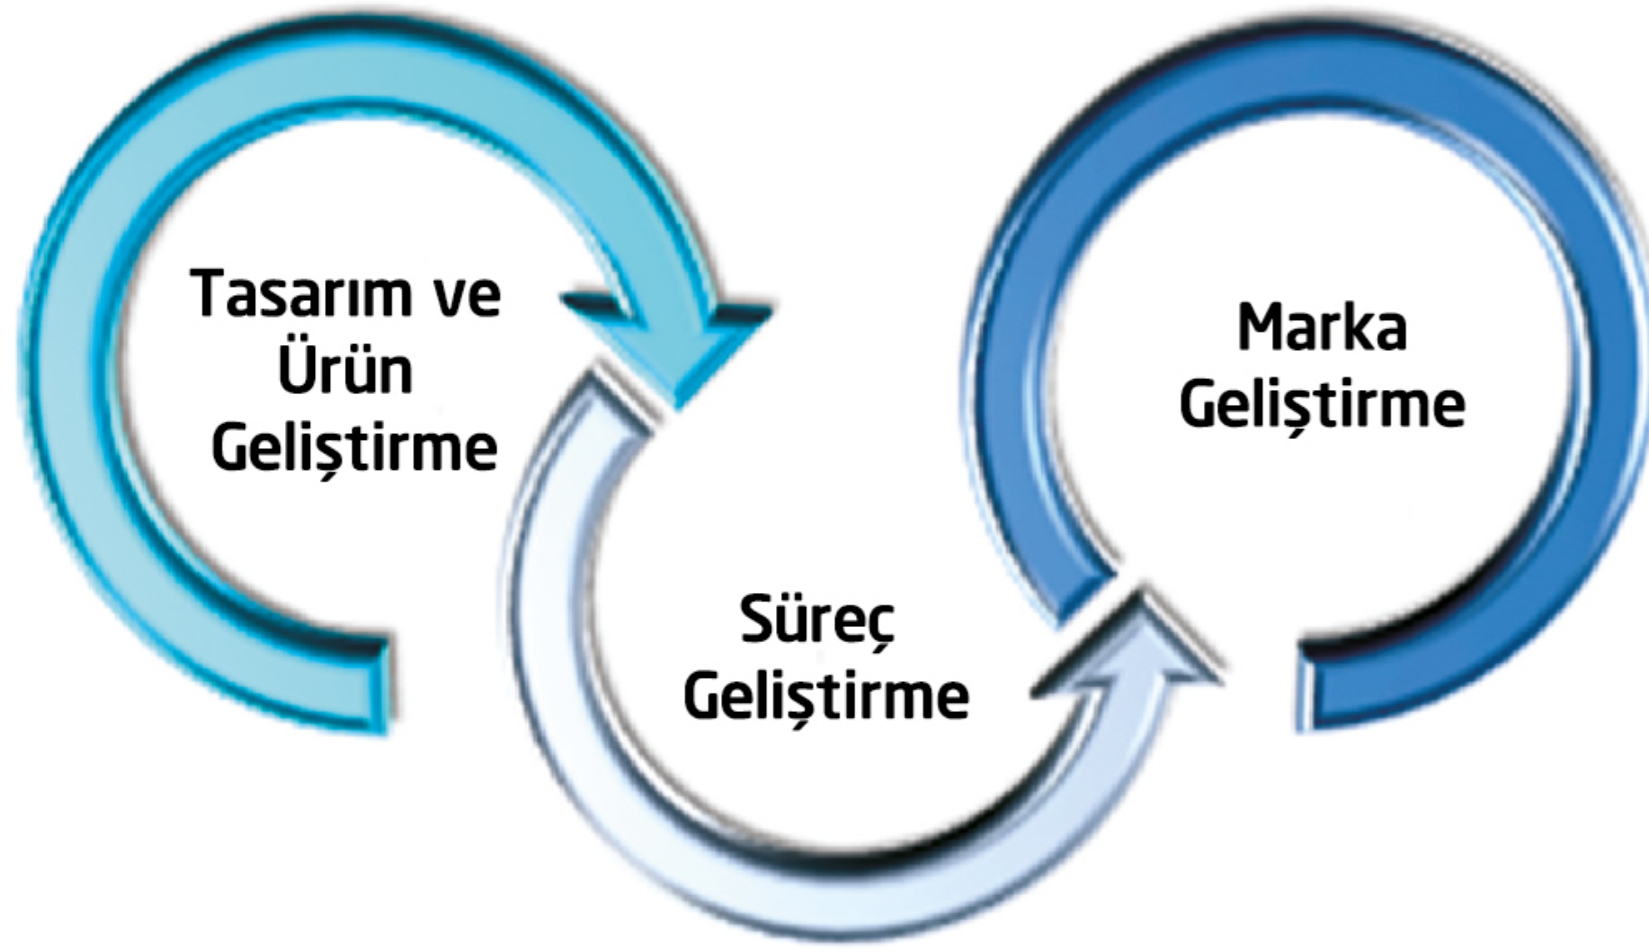 Tasarım ve
Ürün
Geliştirme
Süreç
Geliştirme
Marka
Geliştirme